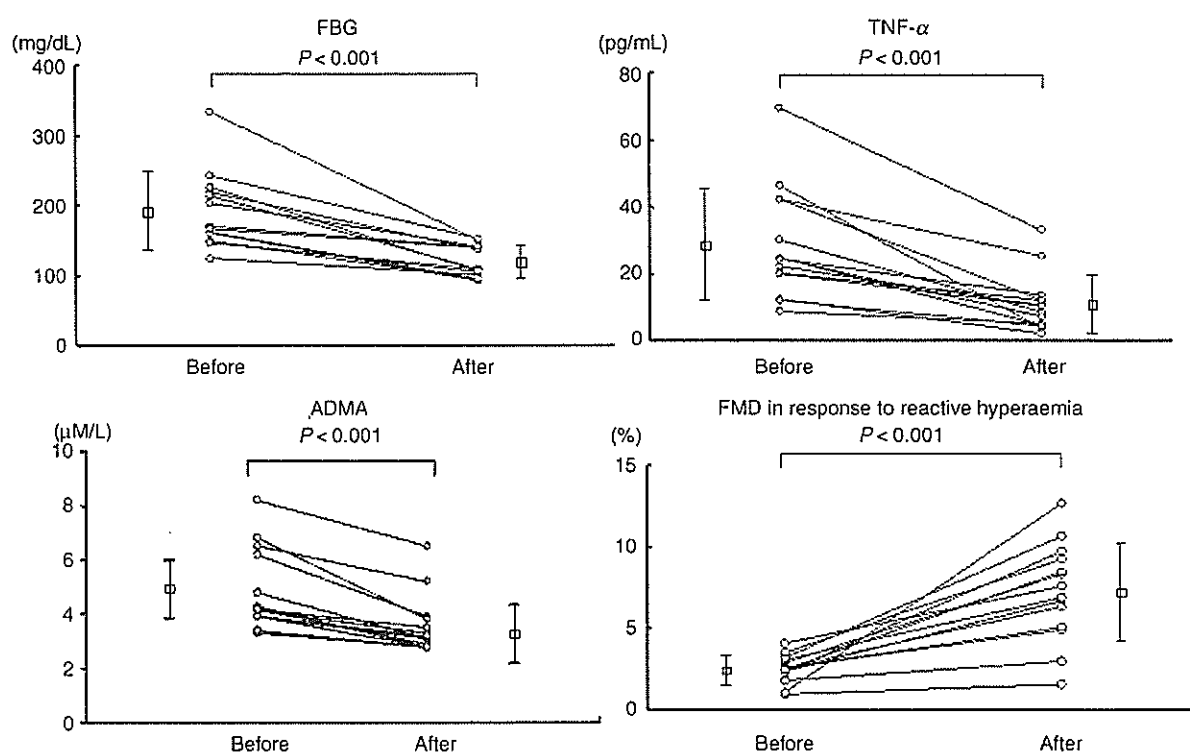 FBG
(mg/dL)
P < 0.001
400
300
200
100
0
Before After
TNF-α
(pg/mL)
P < 0.001
80
60
40
20
0
Before After
ADMA
(μM/L)
P < 0.001
10
8
6
4
2
0
Before After
FMD in response to reactive hyperaemia
(%)
P < 0.001
15
10
5
0
Before After